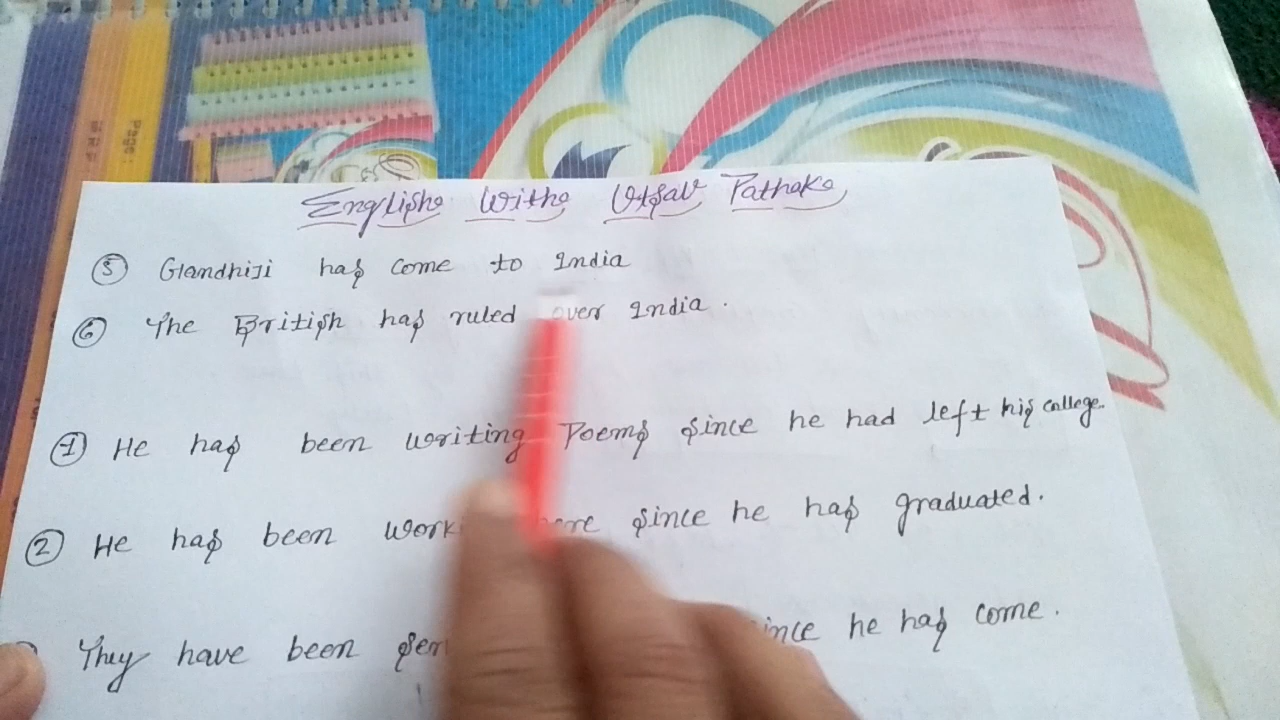 English With Utsav Pathak
5 Gandhiji has come to India
6 The British has ruled over India.
1 He has been writing Poems since he had left his college.
2 He has been here since he has graduated.
They have been he has come.